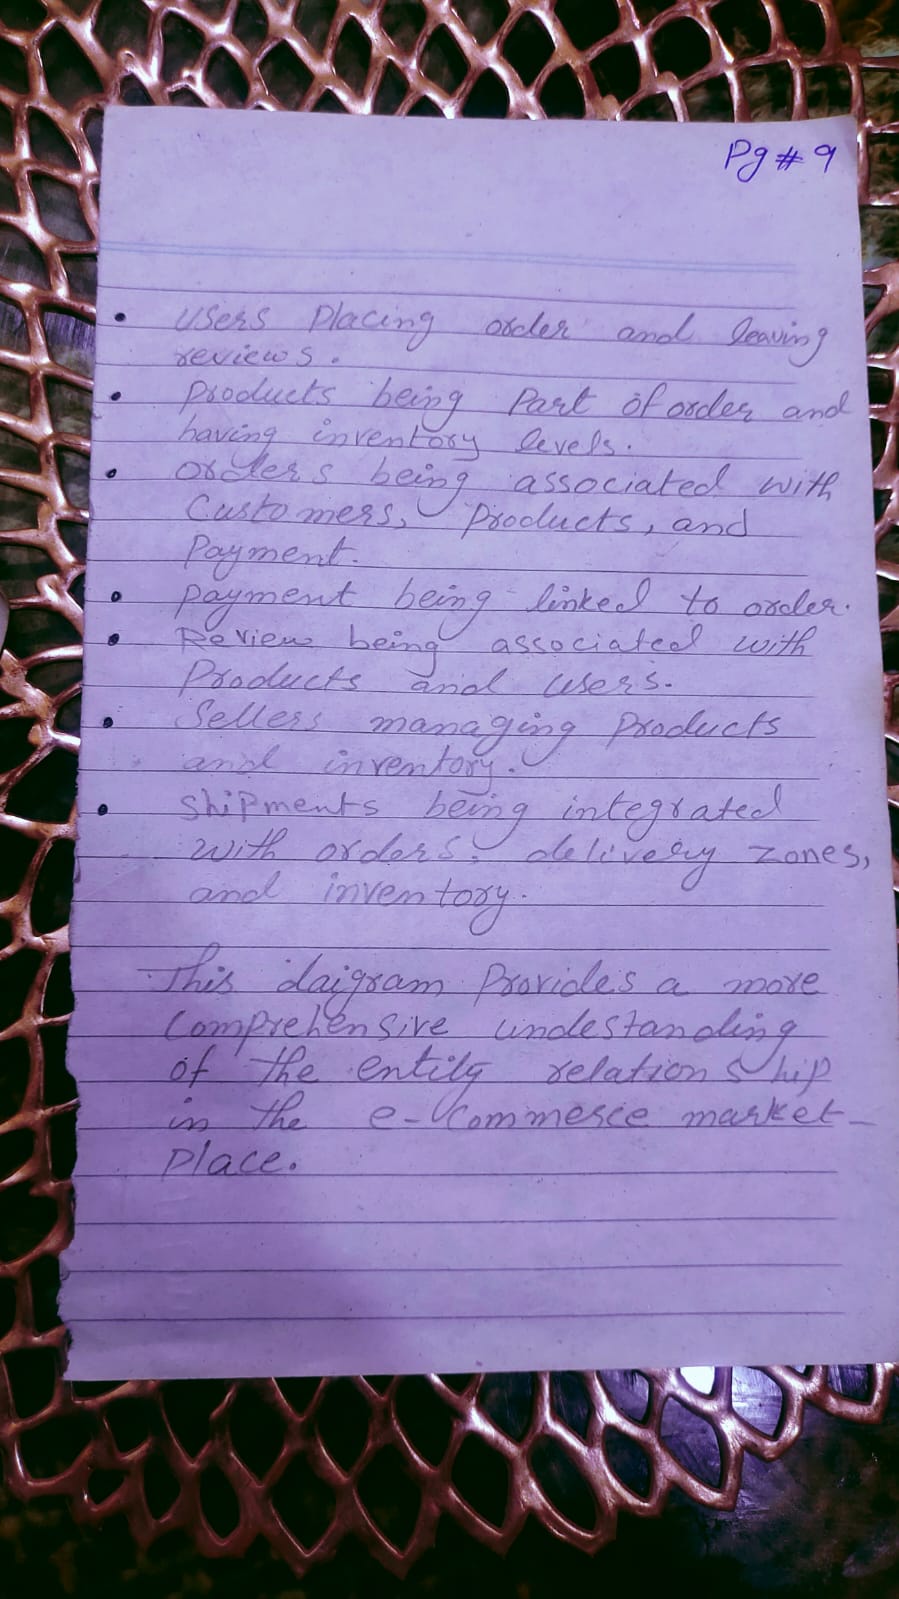 Pg # 9
• Users Placing order and leaving
reviews.
• Products being Part of order and
having inventory levels.
• orders being associated with
Customers, Products, and
Payment.
• Payment being linked to order.
• Review being associated with
Products and users.
• Sellers managing Products
and inventory.
• ShiPments being integrated
with orders, delivery zones,
and inventory.
This daigram Provides a more
Comprehensive undestanding
of the entity relationship
in the e-Commerce market-
Place.